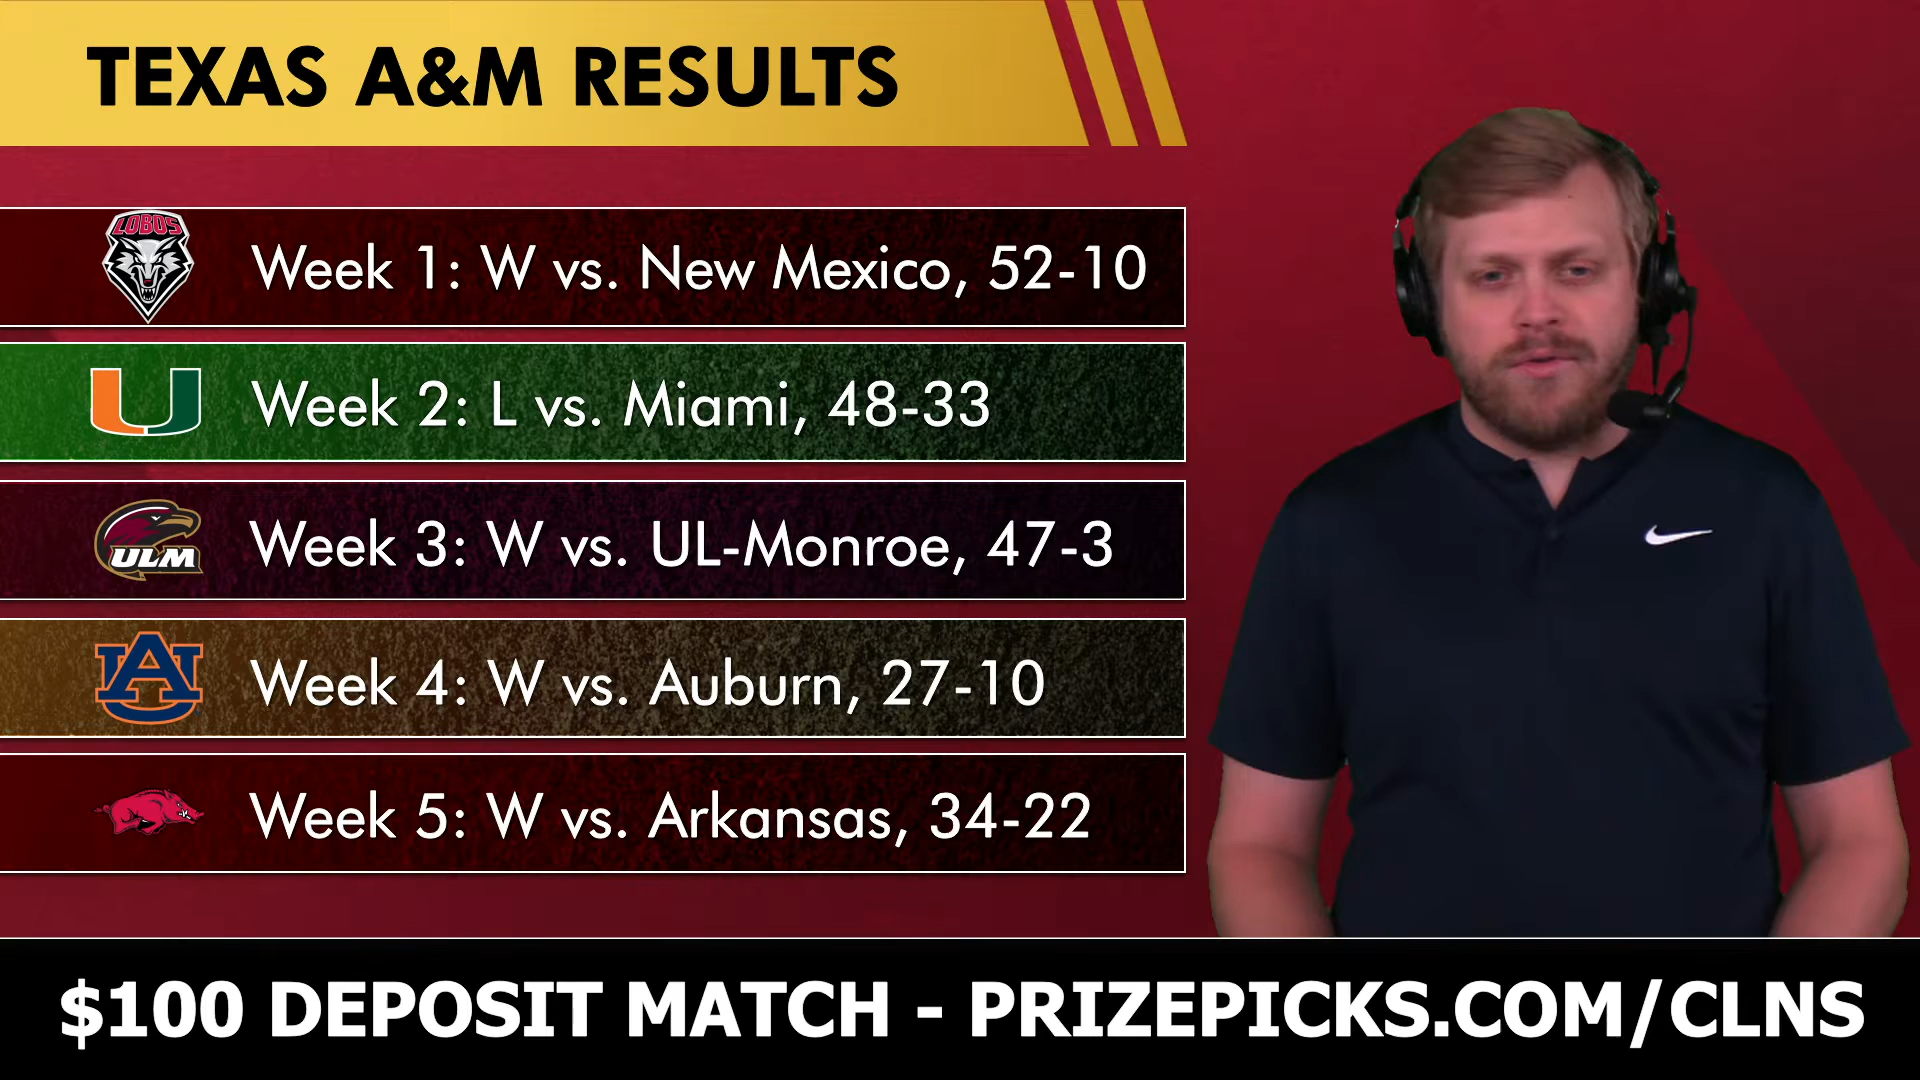 TEXAS A&M RESULTS
LOBOS
Week 1: W vs. New Mexico, 52-10
Week 2: L vs. Miami, 48-33
ULM
Week 3: W vs. UL-Monroe, 47-3
AU
Week 4: W vs. Auburn, 27-10
Week 5: W vs. Arkansas, 34-22
$100 DEPOSIT MATCH - PRIZEPICKS.COM/CLNS